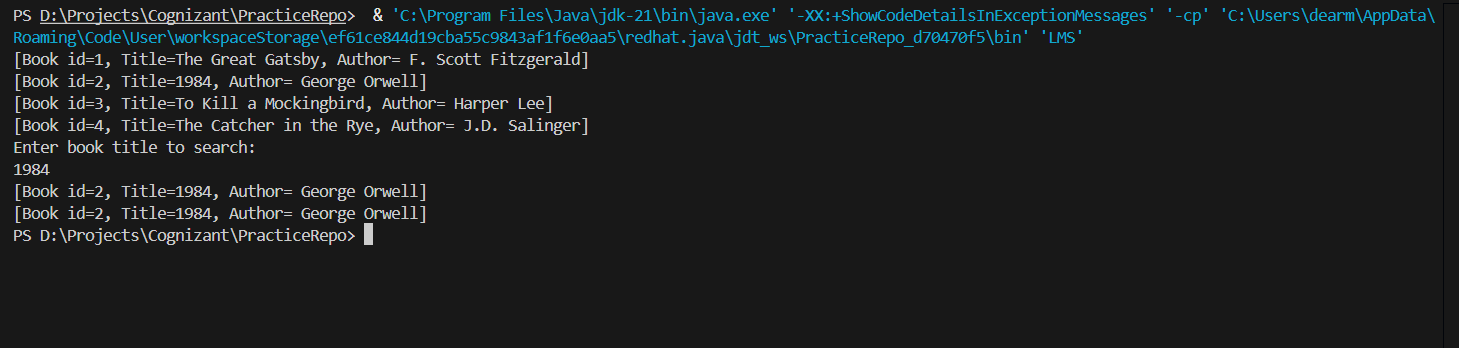 PS D:\Projects\Cognizant\PracticeRepo>  & 'C:\Program Files\Java\jdk-21\bin\java.exe' '-XX:+ShowCodeDetailsInExceptionMessages' '-cp' 'C:\Users\dearm\AppData\
Roaming\Code\User\workspaceStorage\ef61ce844d19cba55c9843af1f6e0aa5\redhat.java\jdt_ws\PracticeRepo_d70470f5\bin' 'LMS'
[Book id=1, Title=The Great Gatsby, Author= F. Scott Fitzgerald]
[Book id=2, Title=1984, Author= George Orwell]
[Book id=3, Title=To Kill a Mockingbird, Author= Harper Lee]
[Book id=4, Title=The Catcher in the Rye, Author= J.D. Salinger]
Enter book title to search:
1984
[Book id=2, Title=1984, Author= George Orwell]
[Book id=2, Title=1984, Author= George Orwell]
PS D:\Projects\Cognizant\PracticeRepo>